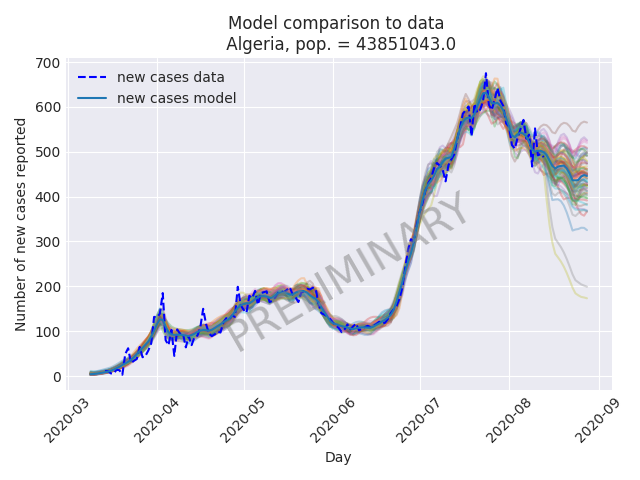 Model comparison to data
Algeria, pop. = 43851043.0
new cases data
new cases model
Number of new cases reported
700
600
500
400
300
200
100
0
PRELIMINARY
2020-03
2020-04
2020-05
2020-06
2020-07
2020-08
2020-09
Day